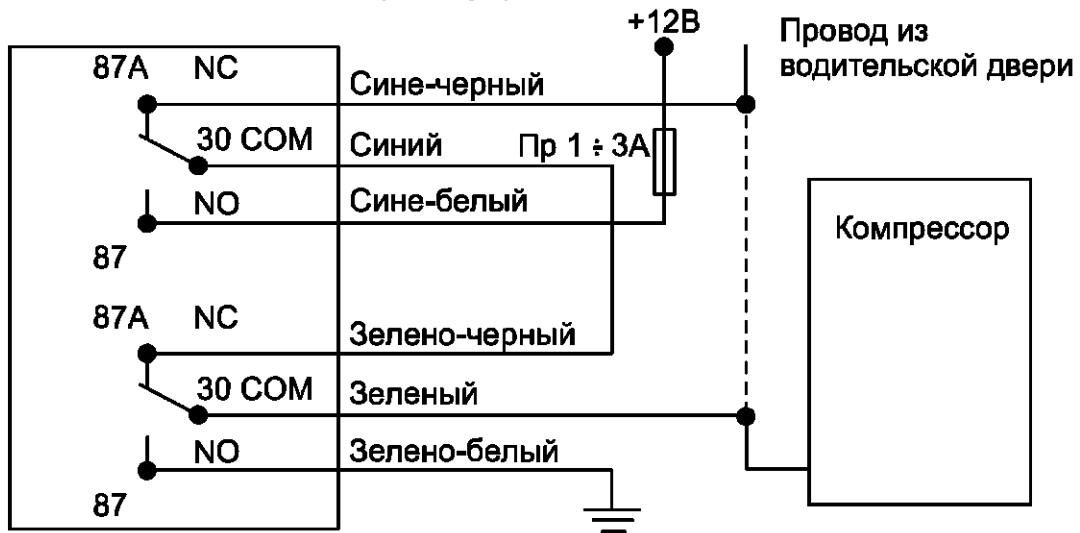 +12В
Провод из
водительской двери
87А NC
Сине-черный
30 COM
Синий
Пр 1 ÷ 3А
NO
Сине-белый
87
Компрессор
87А NC
Зелено-черный
30 COM
Зеленый
NO
Зелено-белый
87